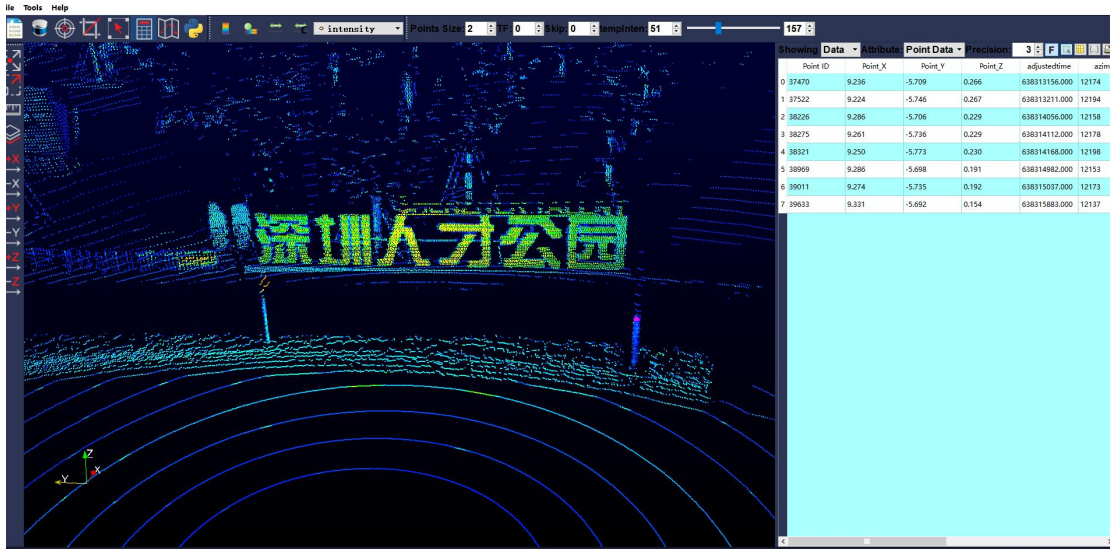 ile Tools Help
intensity Points Size: 2 TF: 0 Skip: 0 tempInten: 51 157
Showing Data Attribute: Point Data Precision: 3 F
Point ID Point_X Point_Y Point_Z adjustedtime azim
0 37470 9.236 -5.709 0.266 638313156.000 12174
1 37522 9.224 -5.746 0.267 638313211.000 12194
2 38226 9.286 -5.706 0.229 638314056.000 12158
3 38275 9.261 -5.736 0.229 638314112.000 12178
4 38321 9.250 -5.773 0.230 638314168.000 12198
5 38969 9.286 -5.698 0.191 638314982.000 12153
6 39011 9.274 -5.735 0.192 638315037.000 12173
7 39633 9.331 -5.692 0.154 638315883.000 12137
+X
-X
+Y
-Y
+Z
-Z
深圳人才公园
Z
Y X